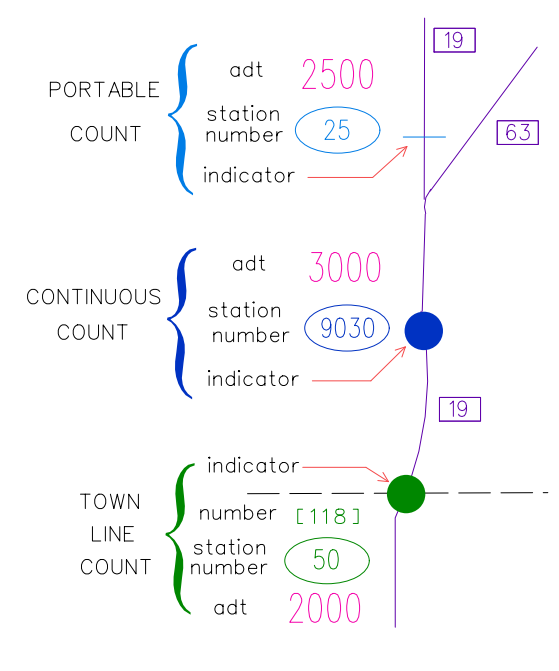 19
adt 2500
PORTABLE
COUNT
station
number 25
63
indicator
adt 3000
CONTINUOUS
COUNT
station
number 9030
indicator
19
indicator
TOWN
LINE
COUNT
number [118]
station
number 50
adt 2000